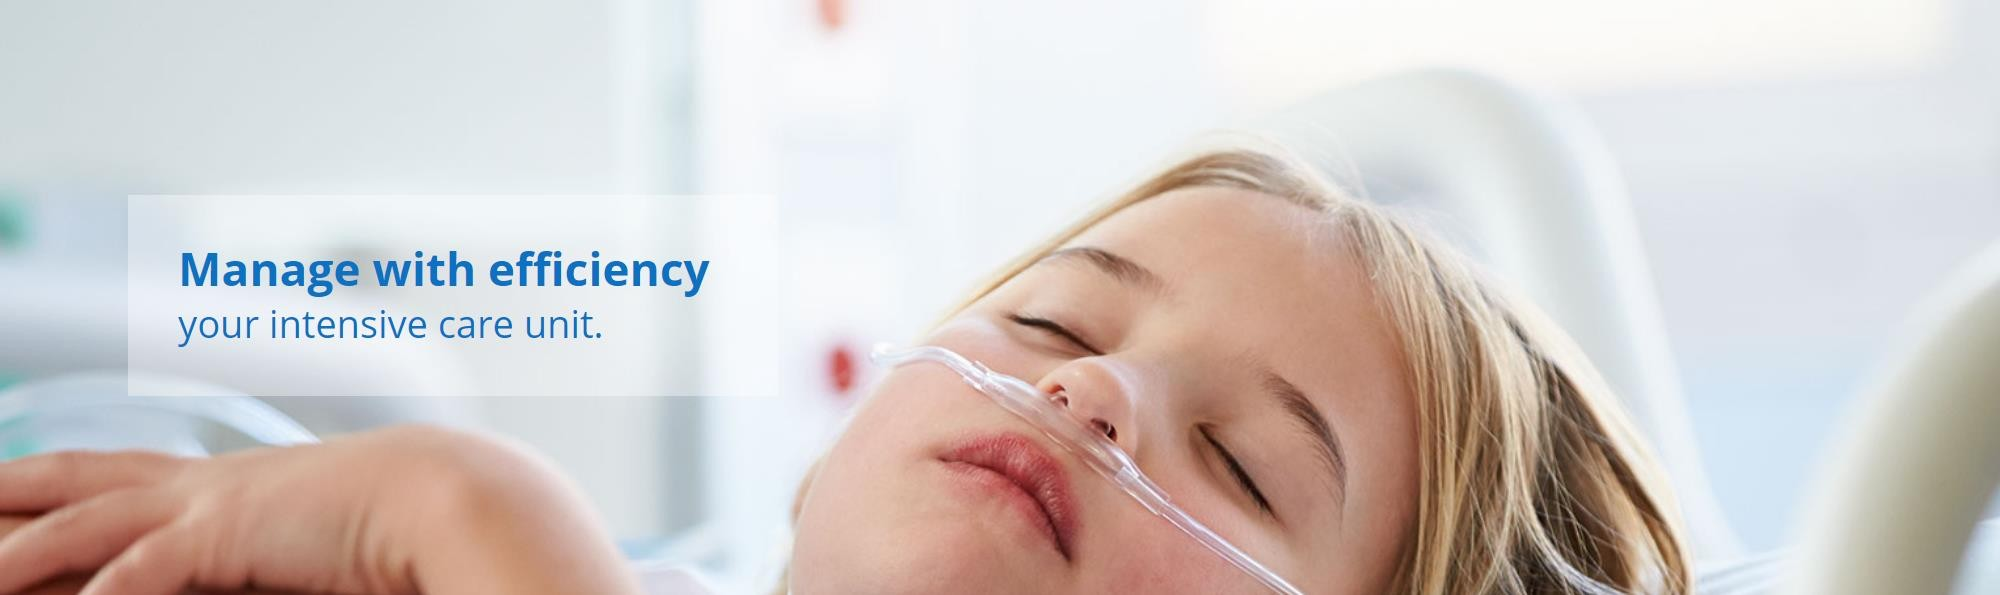 Manage with efficiency
your intensive care unit.